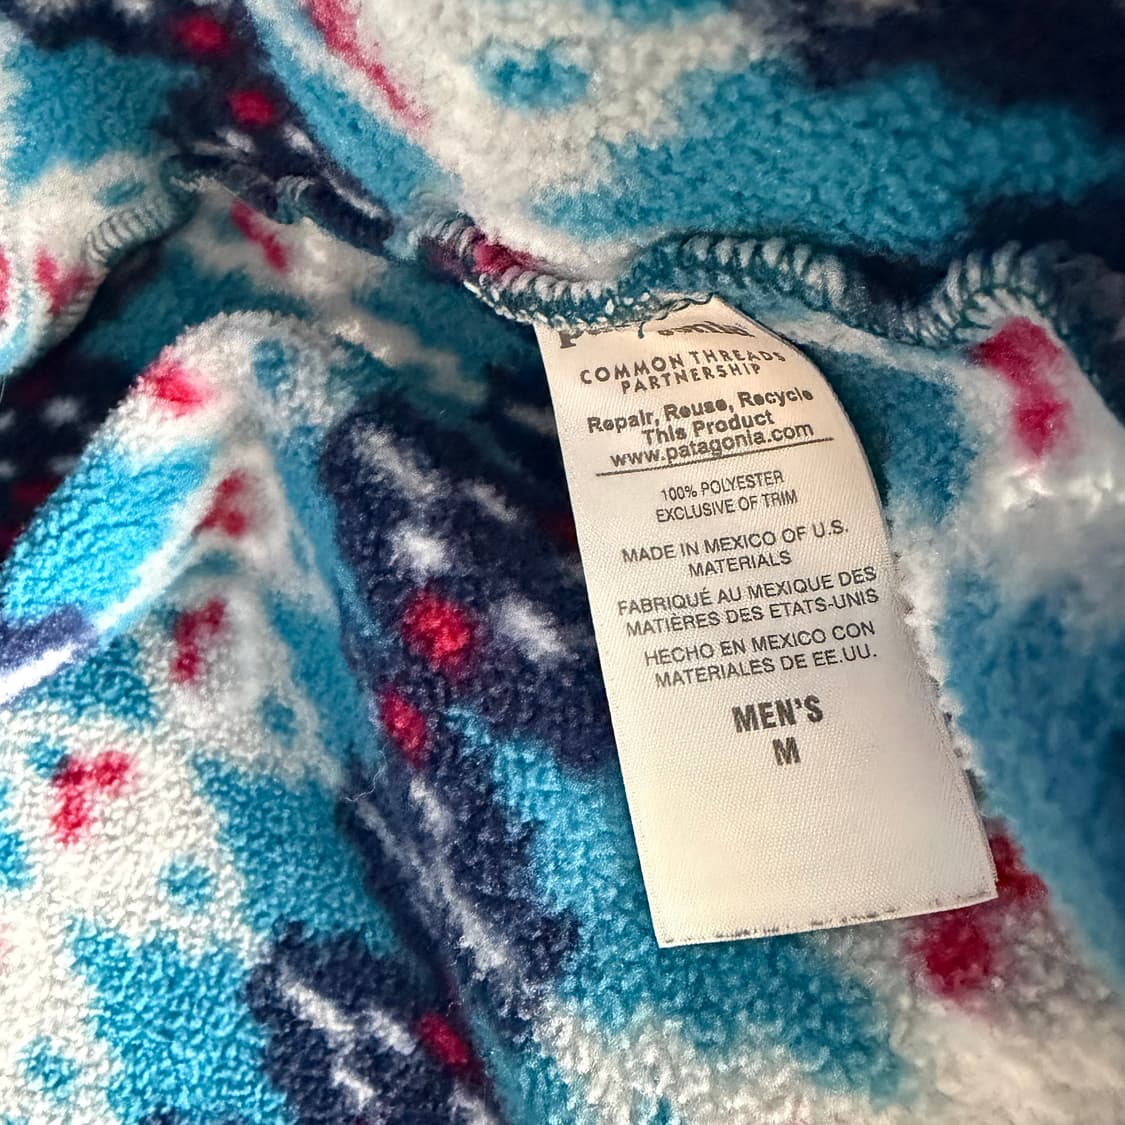 COMMON THREADS
PARTNERSHIP
Repair, Reuse, Recycle
This Product
www.patagonia.com
100% POLYESTER
EXCLUSIVE OF TRIM
MADE IN MEXICO OF U.S.
MATERIALS
FABRIQUÉ AU MEXIQUE DES
MATIÈRES DES ETATS-UNIS
HECHO EN MEXICO CON
MATERIALES DE EE.UU.
MEN'S
M